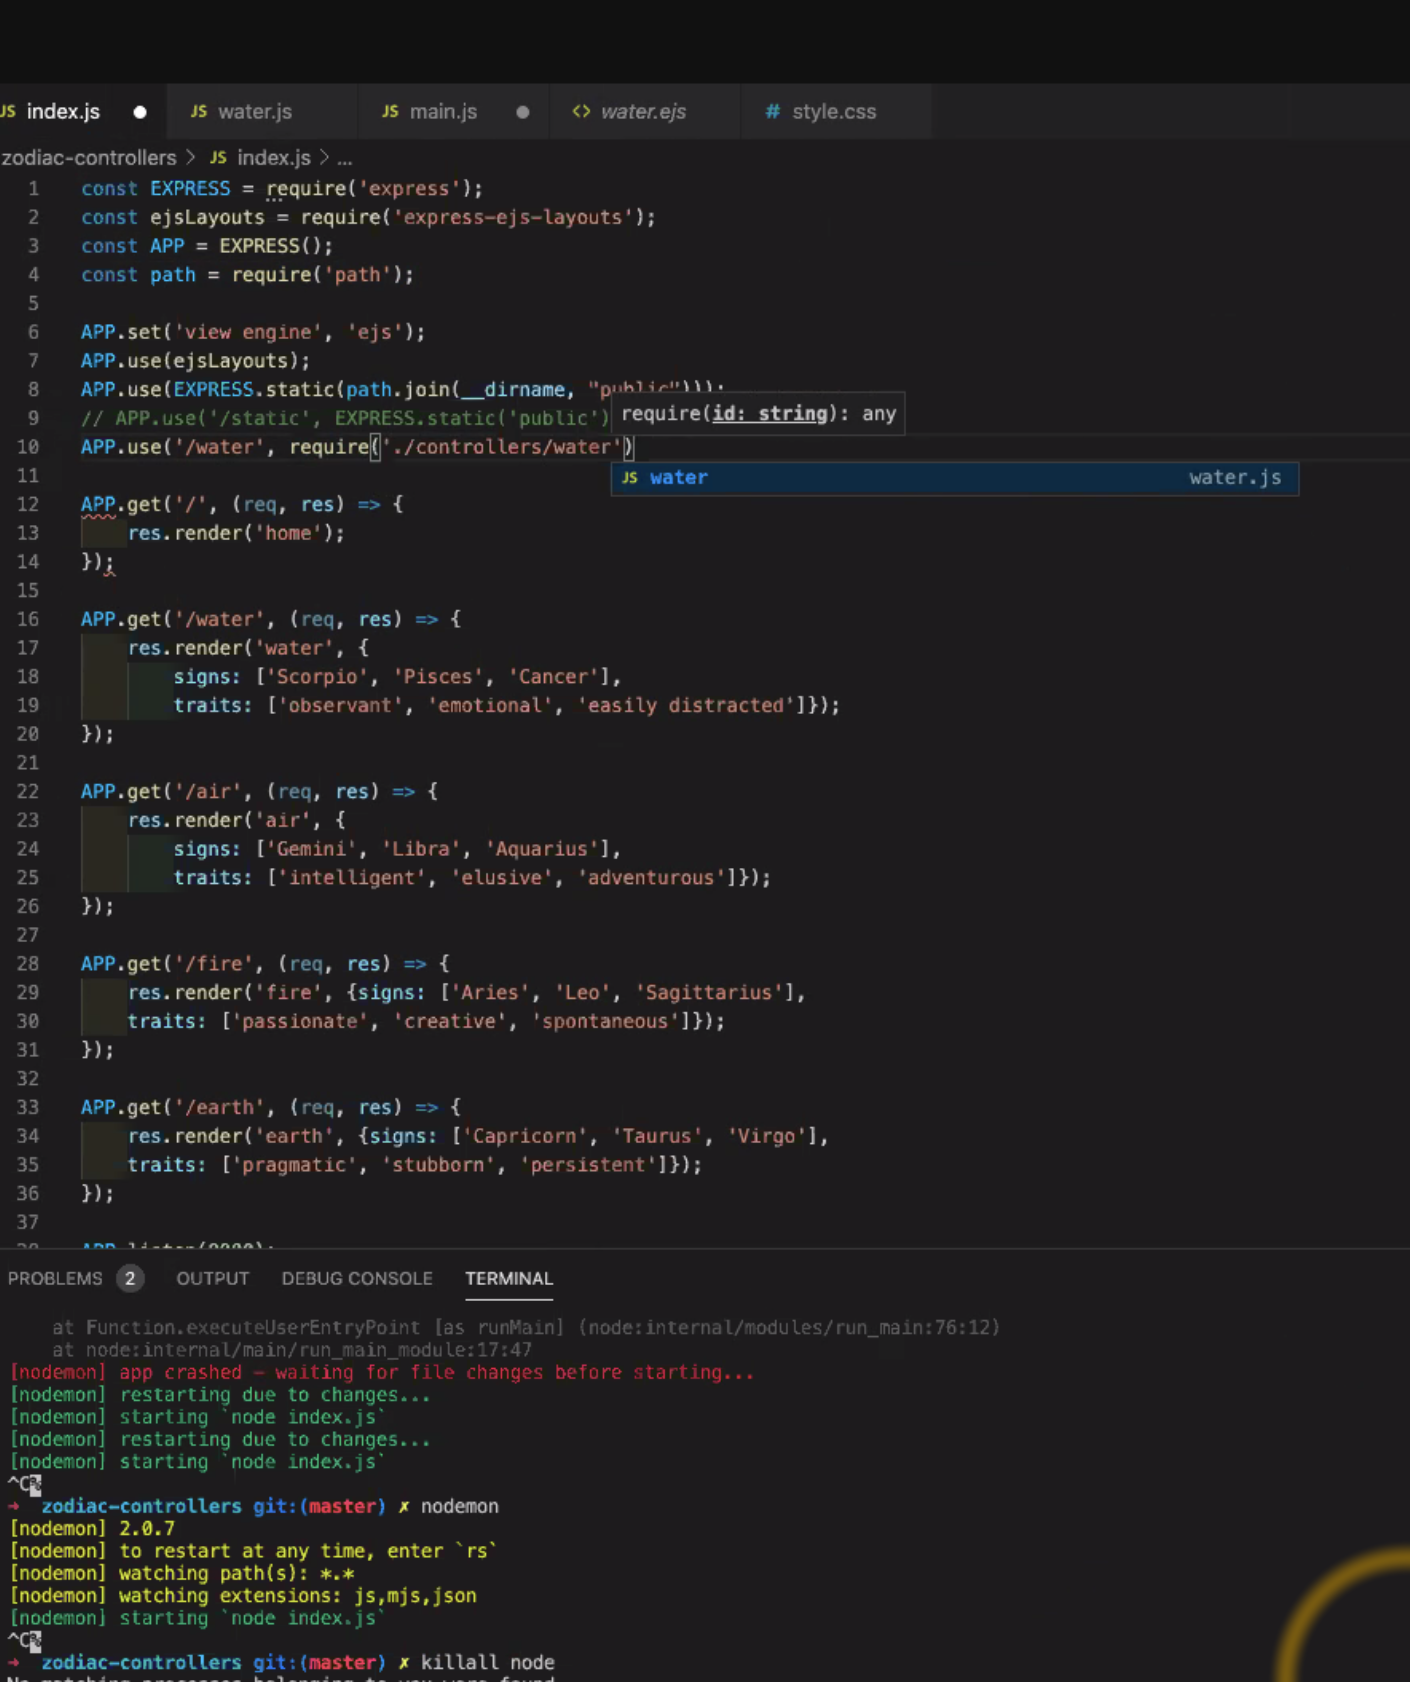 JS index.js ● JS water.js JS main.js ● <> water.ejs # style.css
zodiac-controllers > JS index.js > ...
1 const EXPRESS = require('express');
2 const ejsLayouts = require('express-ejs-layouts');
3 const APP = EXPRESS();
4 const path = require('path');
5
6 APP.set('view engine', 'ejs');
7 APP.use(ejsLayouts);
8 APP.use(EXPRESS.static(path.join(__dirname, "public")));
9 // APP.use('/static', EXPRESS.static('public')
require(id: string): any
10 APP.use('/water', require('./controllers/water')
JS water water.js
11
12 APP.get('/', (req, res) => {
13 res.render('home');
14 });
15
16 APP.get('/water', (req, res) => {
17 res.render('water', {
18 signs: ['Scorpio', 'Pisces', 'Cancer'],
19 traits: ['observant', 'emotional', 'easily distracted']});
20 });
21
22 APP.get('/air', (req, res) => {
23 res.render('air', {
24 signs: ['Gemini', 'Libra', 'Aquarius'],
25 traits: ['intelligent', 'elusive', 'adventurous']});
26 });
27
28 APP.get('/fire', (req, res) => {
29 res.render('fire', {signs: ['Aries', 'Leo', 'Sagittarius'],
30 traits: ['passionate', 'creative', 'spontaneous']});
31 });
32
33 APP.get('/earth', (req, res) => {
34 res.render('earth', {signs: ['Capricorn', 'Taurus', 'Virgo'],
35 traits: ['pragmatic', 'stubborn', 'persistent']});
36 });
37
PROBLEMS 2 OUTPUT DEBUG CONSOLE TERMINAL
at Function.executeUserEntryPoint [as runMain] (node:internal/modules/run_main:76:12)
at node:internal/main/run_main_module:17:47
[nodemon] app crashed – waiting for file changes before starting...
[nodemon] restarting due to changes...
[nodemon] starting `node index.js`
[nodemon] restarting due to changes...
[nodemon] starting `node index.js`
^C%
→ zodiac-controllers git:(master) ✗ nodemon
[nodemon] 2.0.7
[nodemon] to restart at any time, enter `rs`
[nodemon] watching path(s): *.*
[nodemon] watching extensions: js,mjs,json
[nodemon] starting `node index.js`
^C%
→ zodiac-controllers git:(master) ✗ killall node